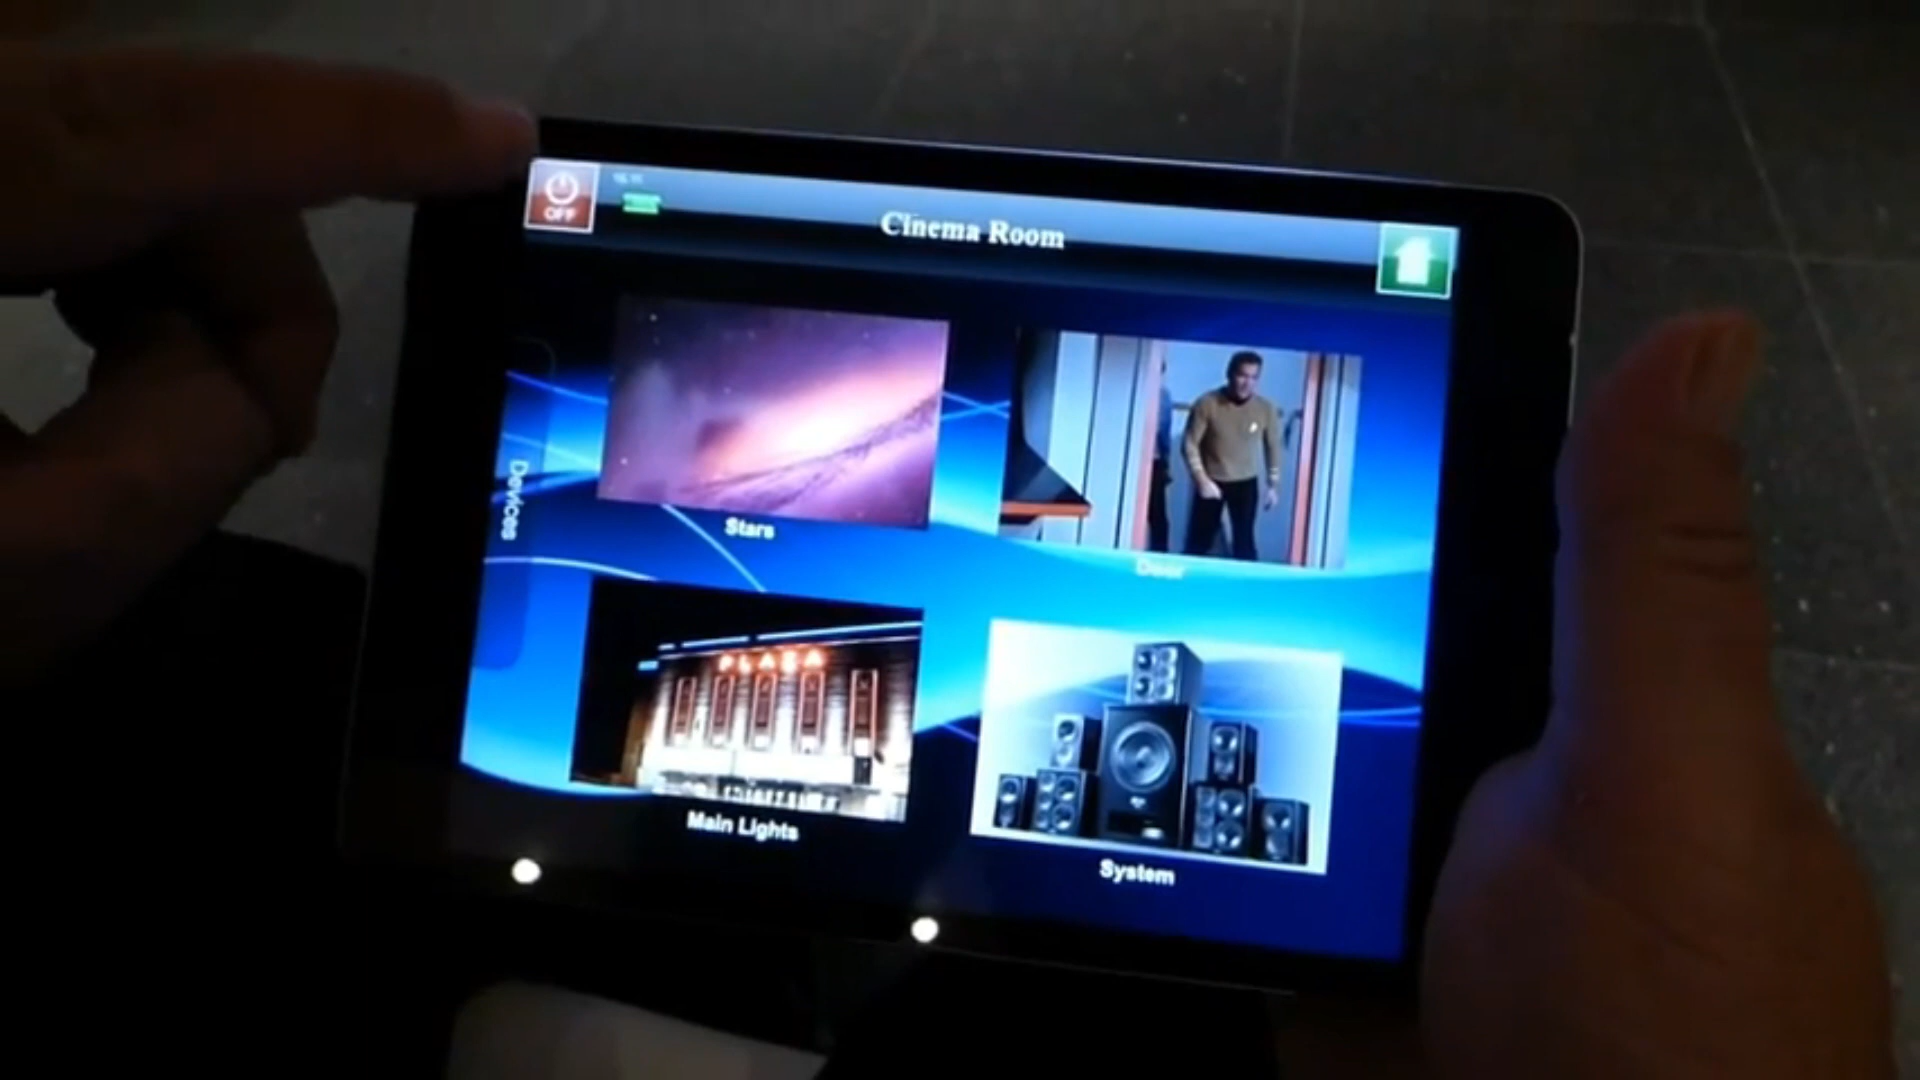 OFF
Cinema Room
Devices
Stars
Door
PLAZA
Main Lights
System